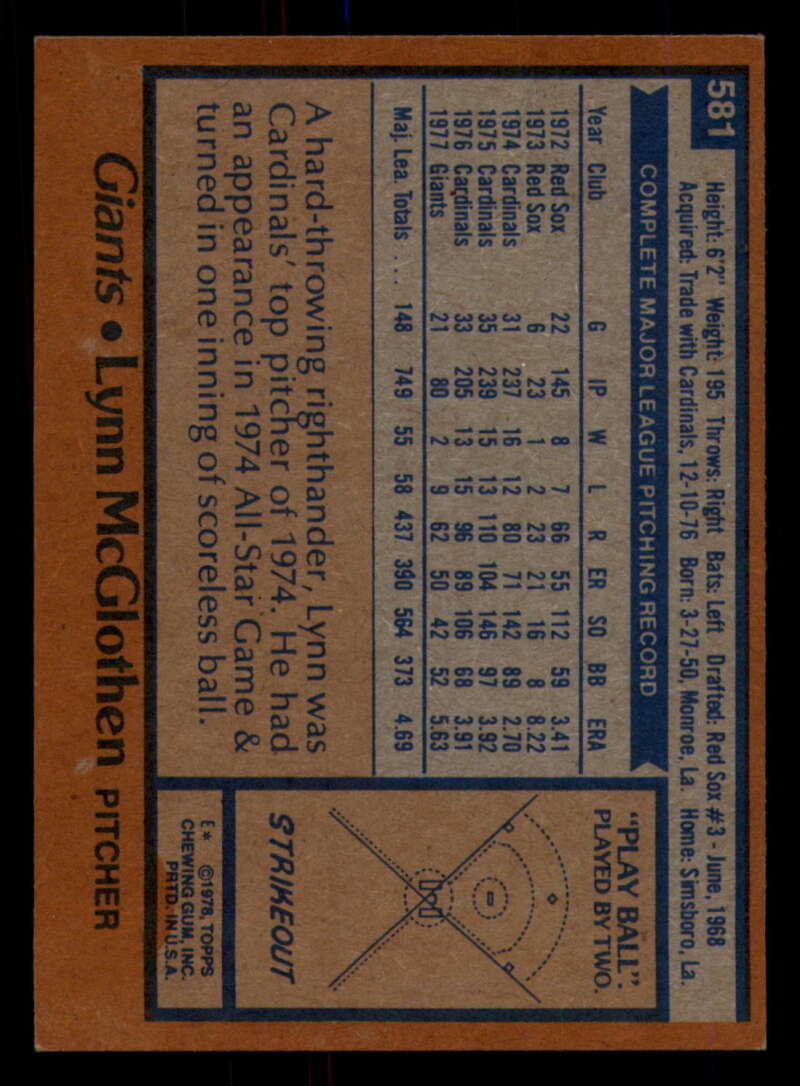 581
Height: 6'2" Weight: 195 Throws: Right Bats: Left Drafted: Red Sox #3 - June, 1968
Acquired: Trade with Cardinals, 12-10-76 Born: 3-27-50, Monroe, La. Home: Simsboro, La.
COMPLETE MAJOR LEAGUE PITCHING RECORD
Year Club G IP W L R ER SO BB ERA
1972 Red Sox 22 145 8 7 66 55 112 59 3.41
1973 Red Sox 6 23 1 2 23 21 16 8 8.22
1974 Cardinals 31 237 16 12 80 71 142 89 2.70
1975 Cardinals 35 239 15 13 110 104 146 97 3.92
1976 Cardinals 33 205 13 15 96 89 106 68 3.91
1977 Giants 21 80 2 9 62 50 42 52 5.63
Maj. Lea. Totals ... 148 749 55 58 437 390 564 373 4.69
A hard-throwing righthander, Lynn was
Cardinals' top pitcher of 1974. He had
an appearance in 1974 All-Star Game &
turned in one inning of scoreless ball.
"PLAY BALL":
PLAYED BY TWO.
STRIKEOUT
E* ©1978, TOPPS
CHEWING GUM, INC.
PRTD. IN U.S.A.
Giants • Lynn McGlothen PITCHER